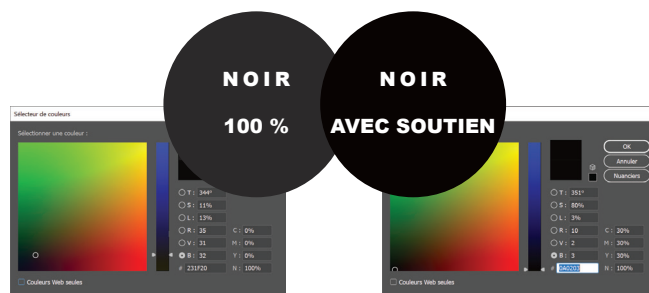 NOIR
100 %
NOIR
AVEC SOUTIEN
Sélecteur de couleurs
Sélectionner une couleur :
T : 344°
S : 11%
L : 13%
R : 35 C : 0%
V : 31 M : 0%
B : 32 Y : 0%
# 231F20 N : 100%
Couleurs Web seules
OK
Annuler
Nuanciers
T : 351°
S : 80%
L : 3%
R : 10 C : 30%
V : 2 M : 30%
B : 3 Y : 30%
# 0A0203 N : 100%
Couleurs Web seules